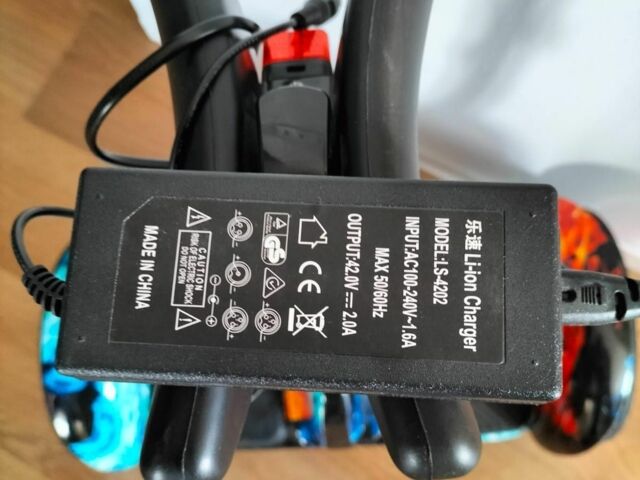 乐速 Li-ion Charger
MODEL:LS-4202
INPUT:AC100-240V~1.6A
MAX 50/60Hz
OUTPUT:42.0V⎓2.0A
CE
GS
CAUTION
RISK OF ELECTRIC SHOCK
DO NOT OPEN
MADE IN CHINA